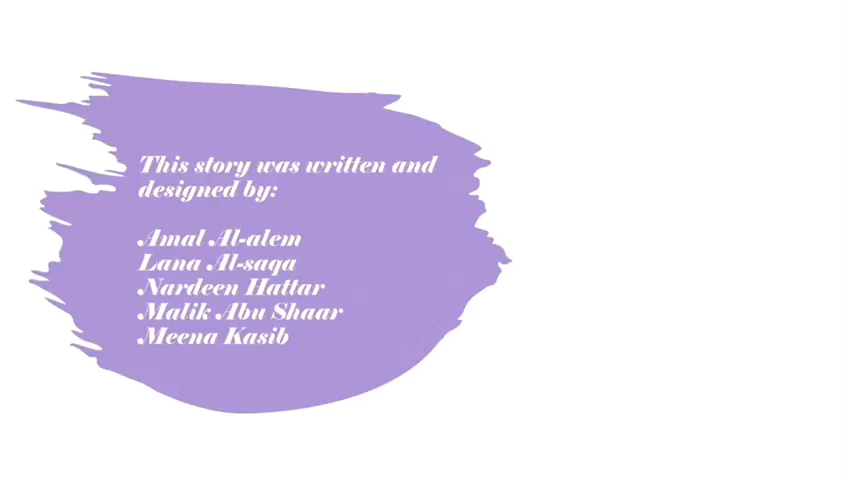 This story was written and
designed by:
Amal Al-alem
Lana Al-saqa
Nardeen Hattar
Malik Abu Shaar
Meena Kasib